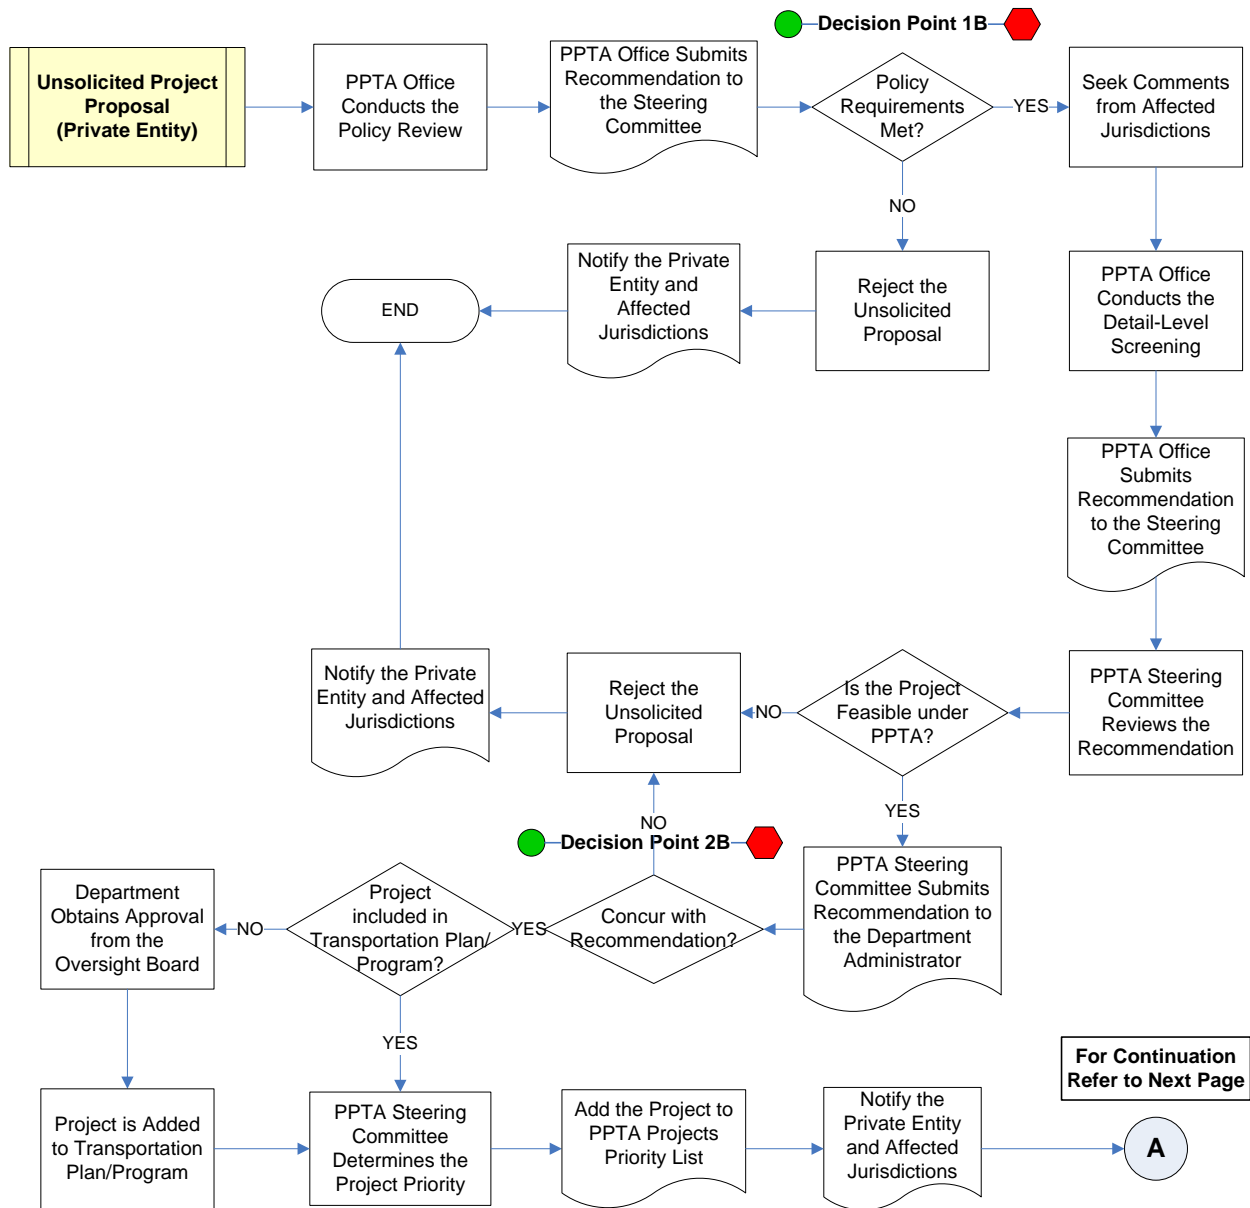 Decision Point 1B
Unsolicited Project
Proposal
(Private Entity)
PPTA Office
Conducts the
Policy Review
PPTA Office Submits
Recommendation to
the Steering
Committee
Policy
Requirements
Met?
YES
Seek Comments
from Affected
Jurisdictions
NO
END
Notify the Private
Entity and
Affected
Jurisdictions
Reject the
Unsolicited
Proposal
PPTA Office
Conducts the
Detail-Level
Screening
PPTA Office
Submits
Recommendation
to the Steering
Committee
Notify the Private
Entity and Affected
Jurisdictions
Reject the
Unsolicited
Proposal
NO
Is the Project
Feasible under
PPTA?
PPTA Steering
Committee
Reviews the
Recommendation
YES
NO
Decision Point 2B
Department
Obtains Approval
from the
Oversight Board
NO
Project
included in
Transportation Plan/
Program?
YES
Concur with
Recommendation?
PPTA Steering
Committee Submits
Recommendation to
the Department
Administrator
YES
For Continuation
Refer to Next Page
Project is Added
to Transportation
Plan/Program
PPTA Steering
Committee
Determines the
Project Priority
Add the Project to
PPTA Projects
Priority List
Notify the
Private Entity
and Affected
Jurisdictions
A